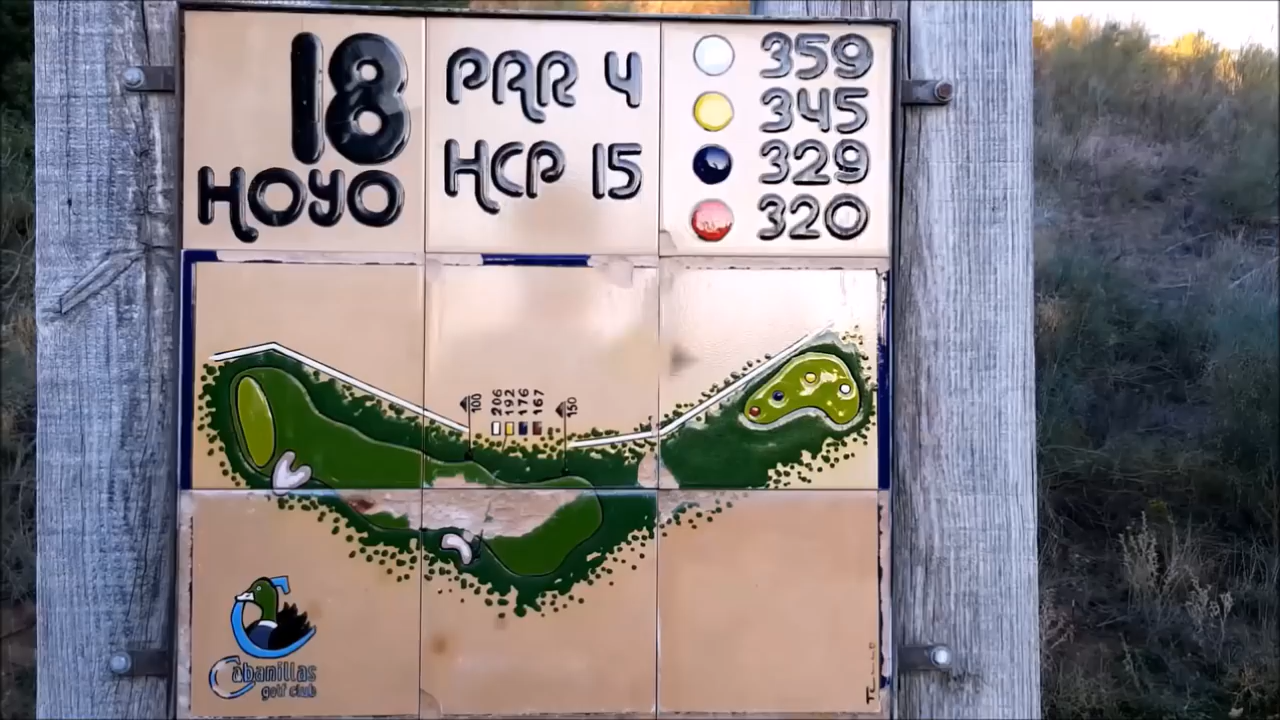 18
HOYO
PAR 4
HCP 15
359
345
329
320
100
206
192
176
167
150
Cabanillas
golf club